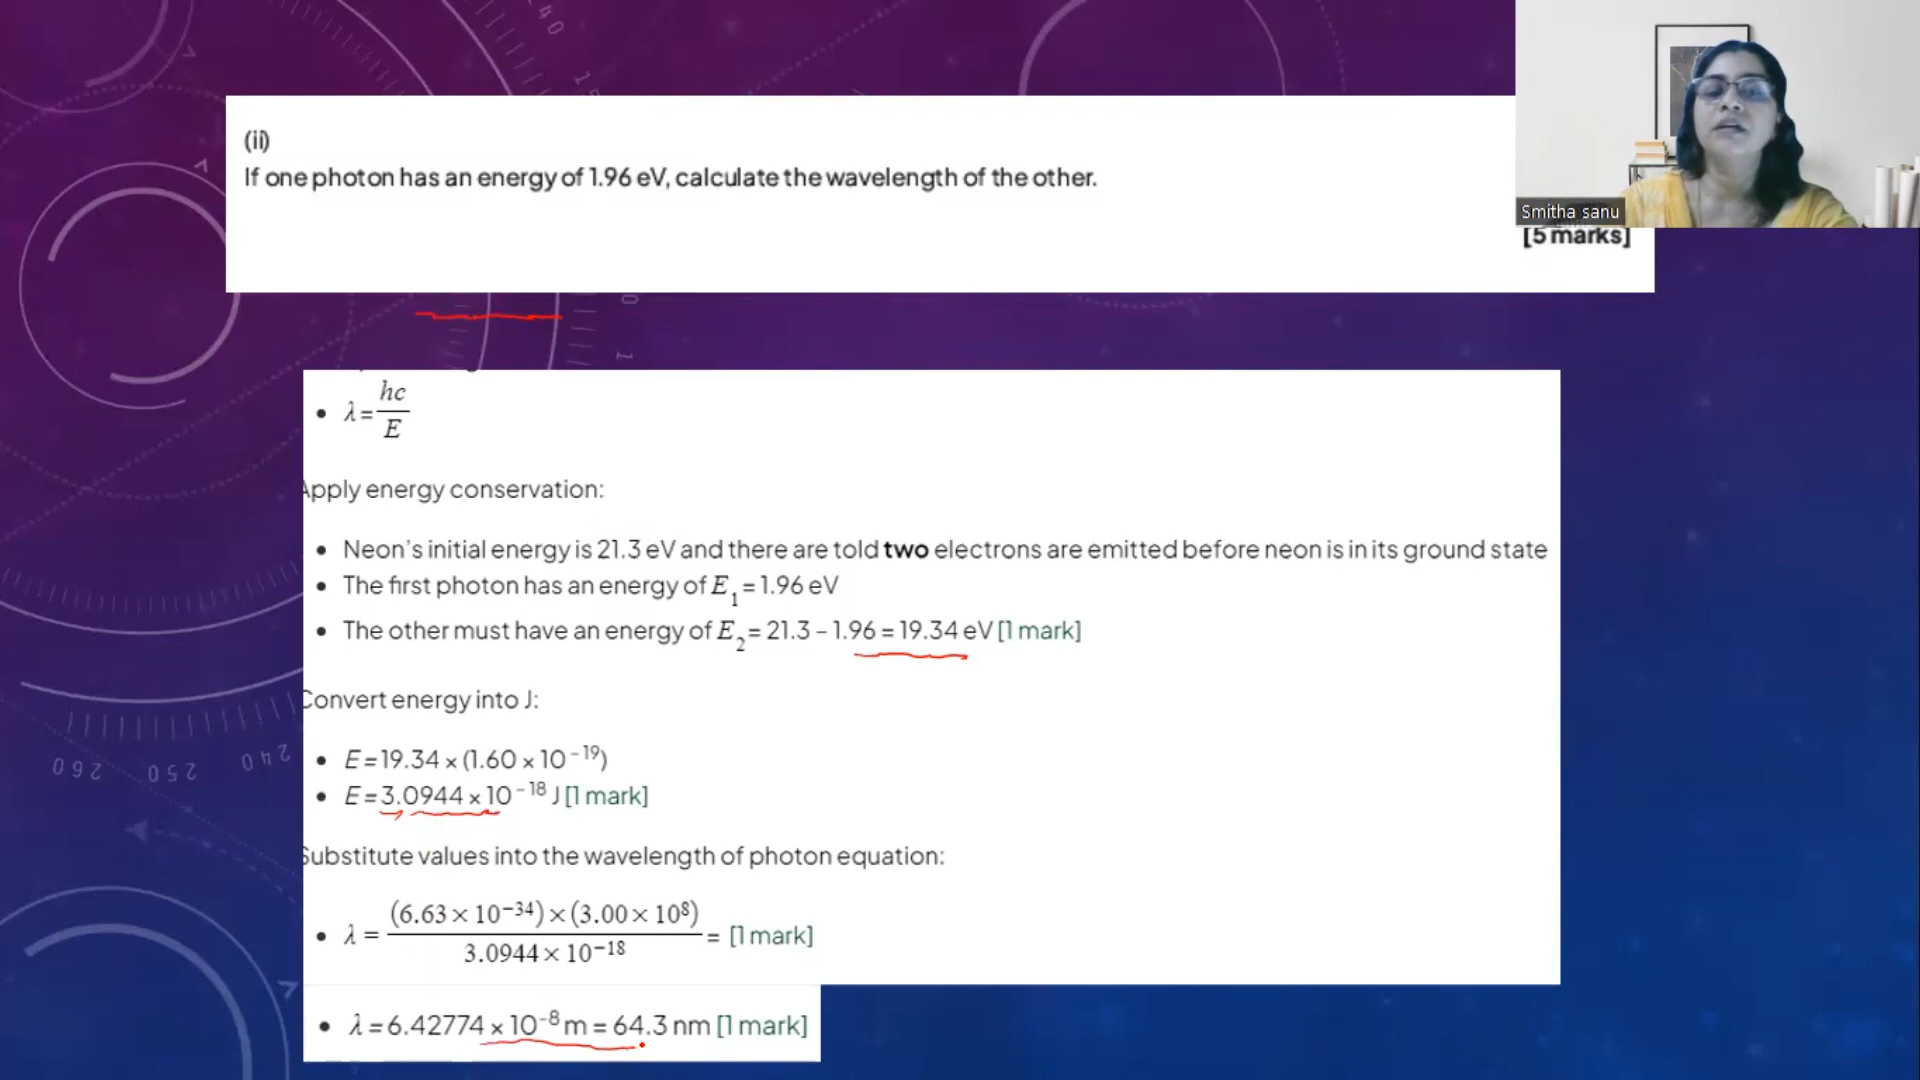 (ii)
If one photon has an energy of 1.96 eV, calculate the wavelength of the other.
Smitha sanu
[5 marks]
• λ = hc / E
Apply energy conservation:
• Neon's initial energy is 21.3 eV and there are told two electrons are emitted before neon is in its ground state
• The first photon has an energy of E₁ = 1.96 eV
• The other must have an energy of E₂ = 21.3 – 1.96 = 19.34 eV [1 mark]
Convert energy into J:
• E = 19.34 × (1.60 × 10⁻¹⁹)
• E = 3.0944 × 10⁻¹⁸ J [1 mark]
Substitute values into the wavelength of photon equation:
• λ = (6.63 × 10⁻³⁴) × (3.00 × 10⁸) / 3.0944 × 10⁻¹⁸ = [1 mark]
• λ = 6.42774 × 10⁻⁸ m = 64.3 nm [1 mark]
260 250 240